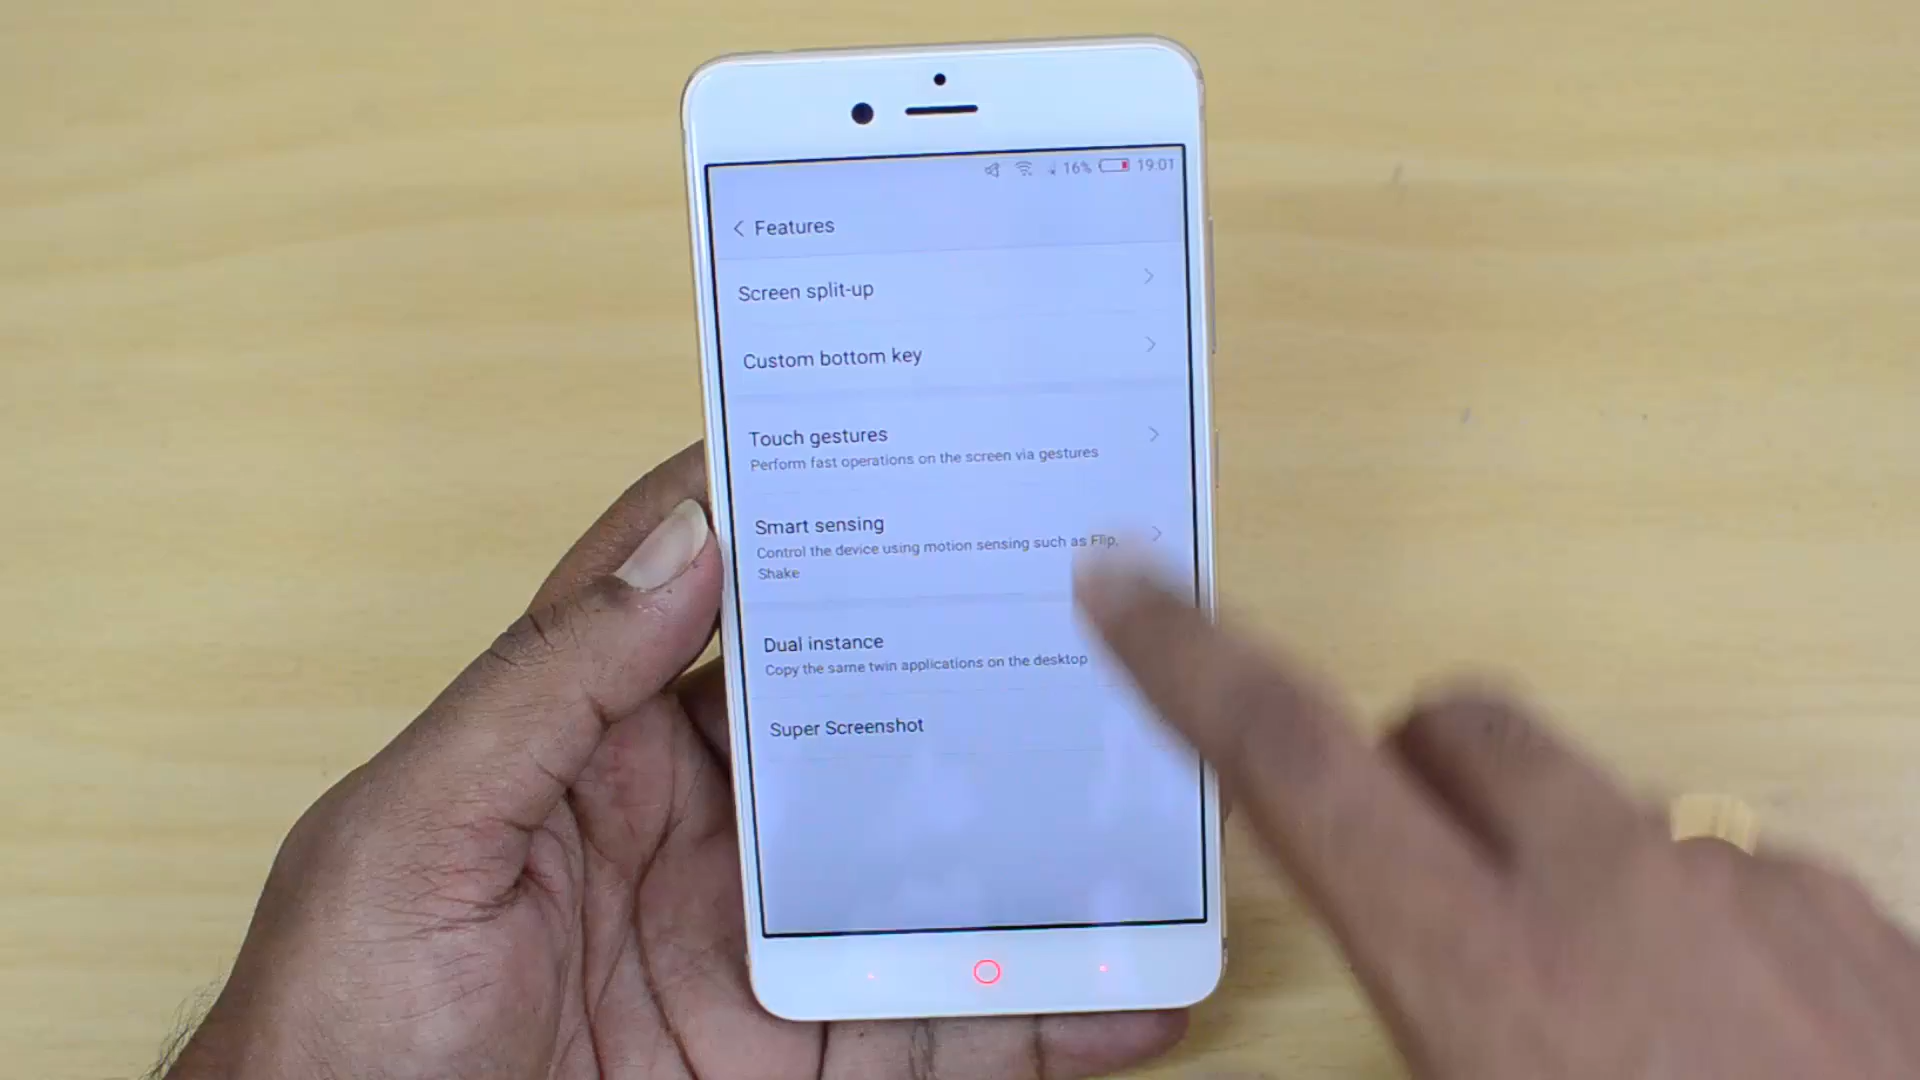 16% 19:01
Features
Screen split-up
Custom bottom key
Touch gestures
Perform fast operations on the screen via gestures
Smart sensing
Control the device using motion sensing such as Flip,
Shake
Dual instance
Copy the same twin applications on the desktop
Super Screenshot